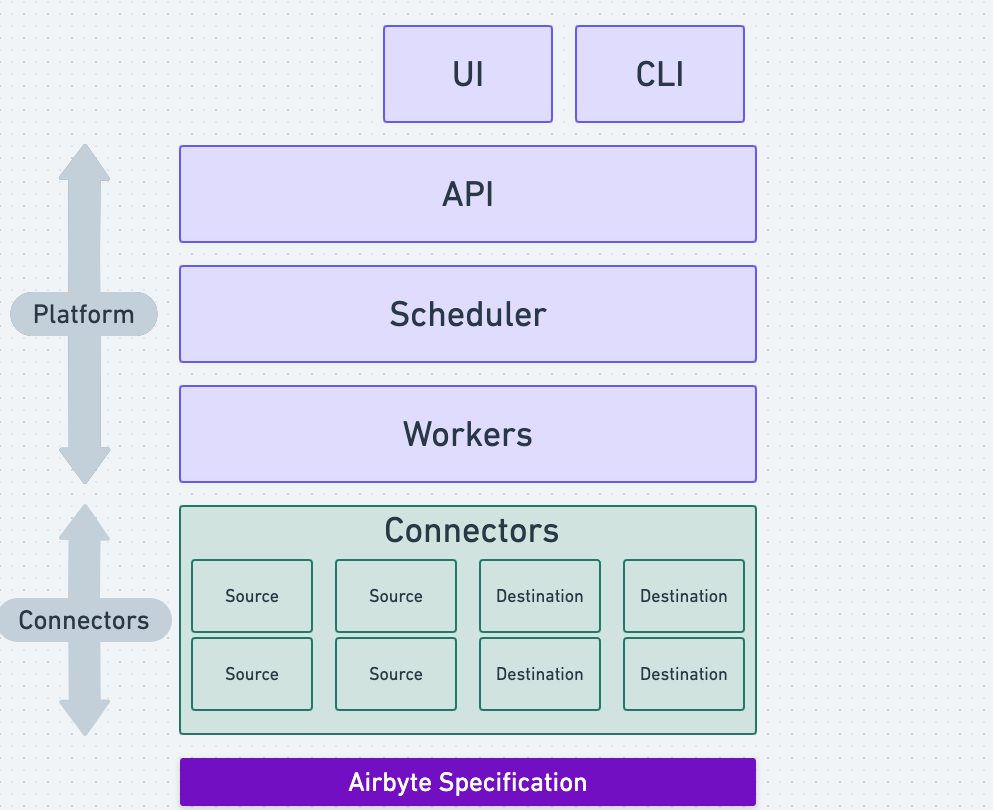 UI
CLI
API
Scheduler
Platform
Workers
Connectors
Source
Source
Destination
Destination
Connectors
Source
Source
Destination
Destination
Airbyte Specification